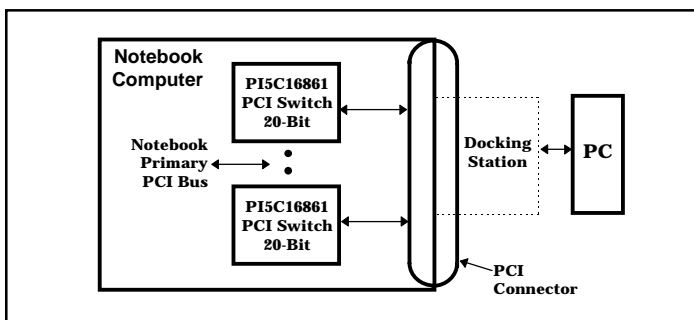 Notebook
Computer
PI5C16861
PCI Switch
20-Bit
Notebook
Primary
PCI Bus
PI5C16861
PCI Switch
20-Bit
Docking
Station
PC
PCI
Connector